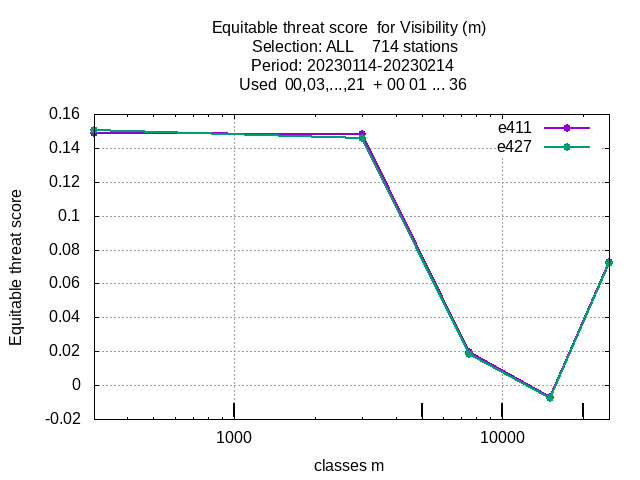 Equitable threat score  for Visibility (m)
Selection: ALL    714 stations
Period: 20230114-20230214
Used  00,03,...,21  + 00 01 ... 36
e411
e427
Equitable threat score
0.16
0.14
0.12
0.1
0.08
0.06
0.04
0.02
0
-0.02
1000
10000
classes m